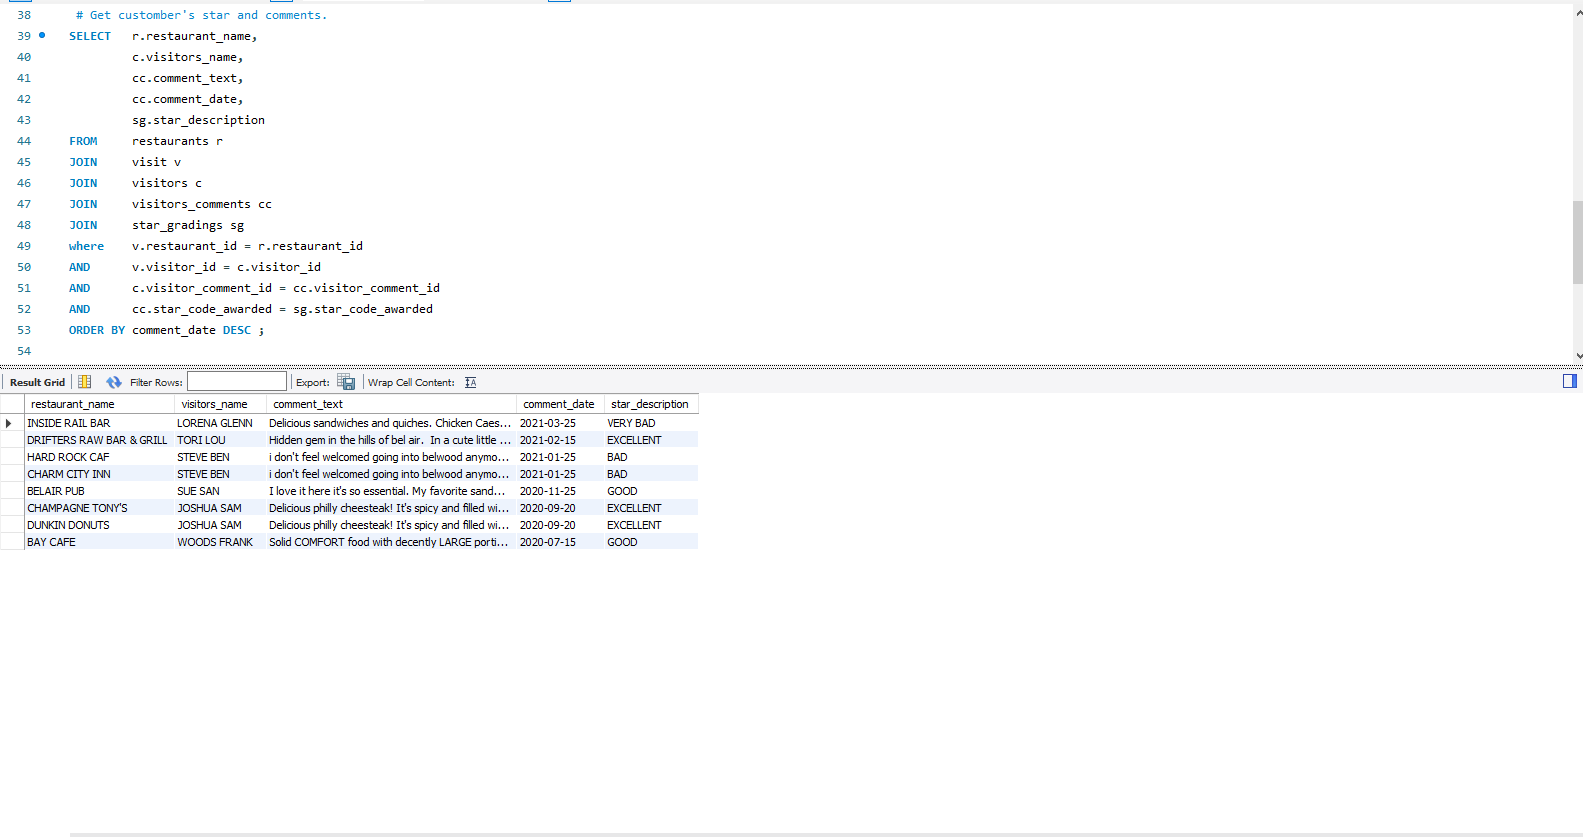 38 # Get customber's star and comments.
39 SELECT r.restaurant_name,
40 c.visitors_name,
41 cc.comment_text,
42 cc.comment_date,
43 sg.star_description
44 FROM restaurants r
45 JOIN visit v
46 JOIN visitors c
47 JOIN visitors_comments cc
48 JOIN star_gradings sg
49 where v.restaurant_id = r.restaurant_id
50 AND v.visitor_id = c.visitor_id
51 AND c.visitor_comment_id = cc.visitor_comment_id
52 AND cc.star_code_awarded = sg.star_code_awarded
53 ORDER BY comment_date DESC ;
54
Result Grid Filter Rows: Export: Wrap Cell Content: IA
restaurant_name visitors_name comment_text comment_date star_description
INSIDE RAIL BAR LORENA GLENN Delicious sandwiches and quiches. Chicken Caes... 2021-03-25 VERY BAD
DRIFTERS RAW BAR & GRILL TORI LOU Hidden gem in the hills of bel air. In a cute little ... 2021-02-15 EXCELLENT
HARD ROCK CAF STEVE BEN i don't feel welcomed going into belwood anymo... 2021-01-25 BAD
CHARM CITY INN STEVE BEN i don't feel welcomed going into belwood anymo... 2021-01-25 BAD
BELAIR PUB SUE SAN I love it here it's so essential. My favorite sand... 2020-11-25 GOOD
CHAMPAGNE TONY'S JOSHUA SAM Delicious philly cheesteak! It's spicy and filled wi... 2020-09-20 EXCELLENT
DUNKIN DONUTS JOSHUA SAM Delicious philly cheesteak! It's spicy and filled wi... 2020-09-20 EXCELLENT
BAY CAFE WOODS FRANK Solid COMFORT food with decently LARGE porti... 2020-07-15 GOOD